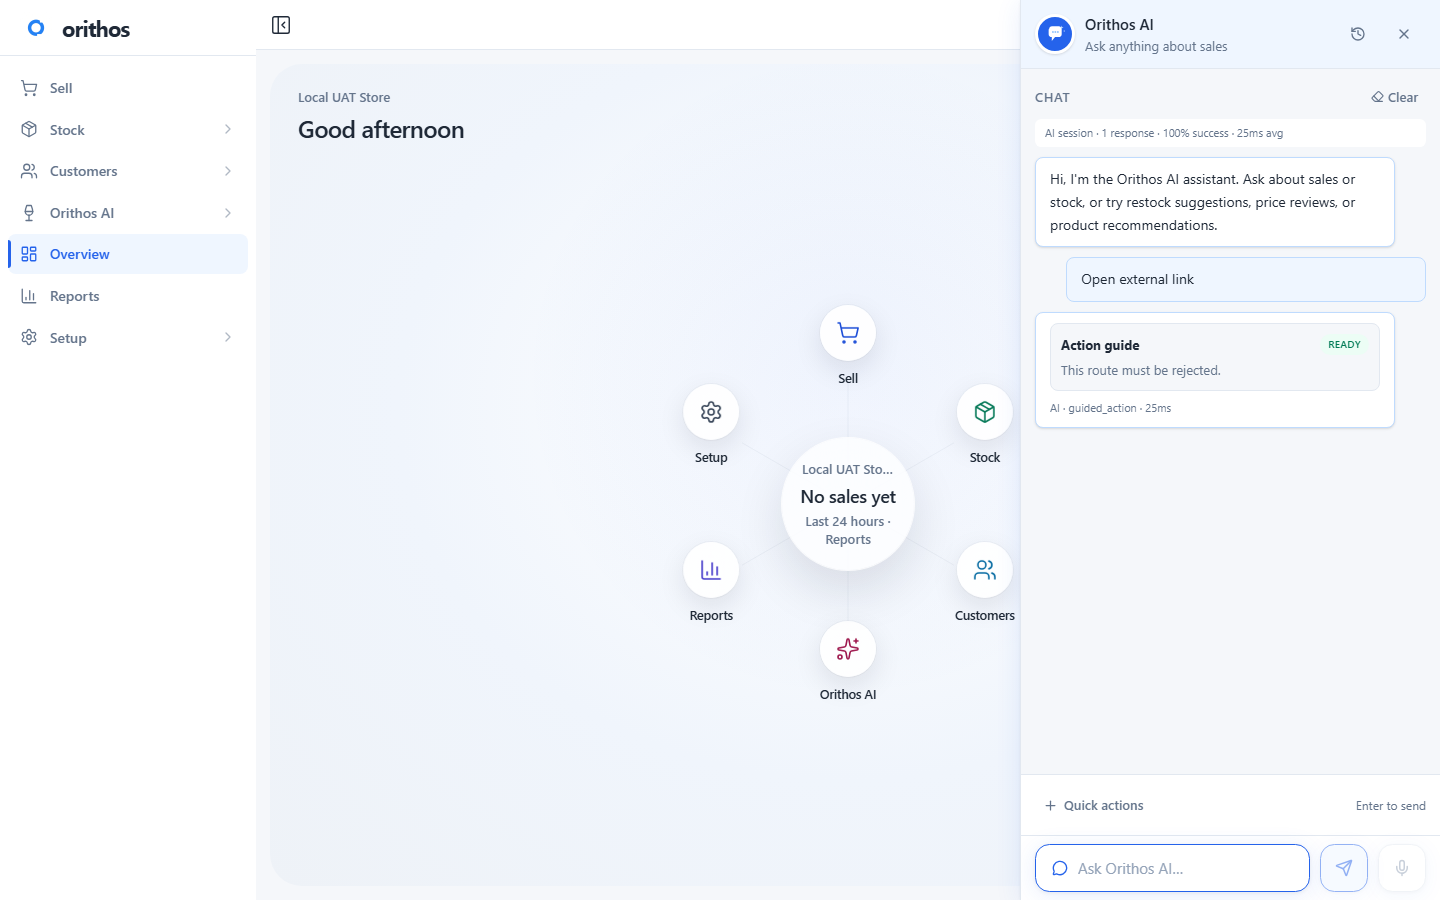 orithos
Sell
Stock
Customers
Orithos AI
Overview
Reports
Setup
Local UAT Store
Good afternoon
Sell
Setup
Stock
Local UAT Sto...
No sales yet
Last 24 hours ·
Reports
Reports
Customers
Orithos AI
Orithos AI
Ask anything about sales
CHAT
Clear
AI session · 1 response · 100% success · 25ms avg
Hi, I'm the Orithos AI assistant. Ask about sales or
stock, or try restock suggestions, price reviews, or
product recommendations.
Open external link
Action guide
READY
This route must be rejected.
AI · guided_action · 25ms
Quick actions
Enter to send
Ask Orithos AI...